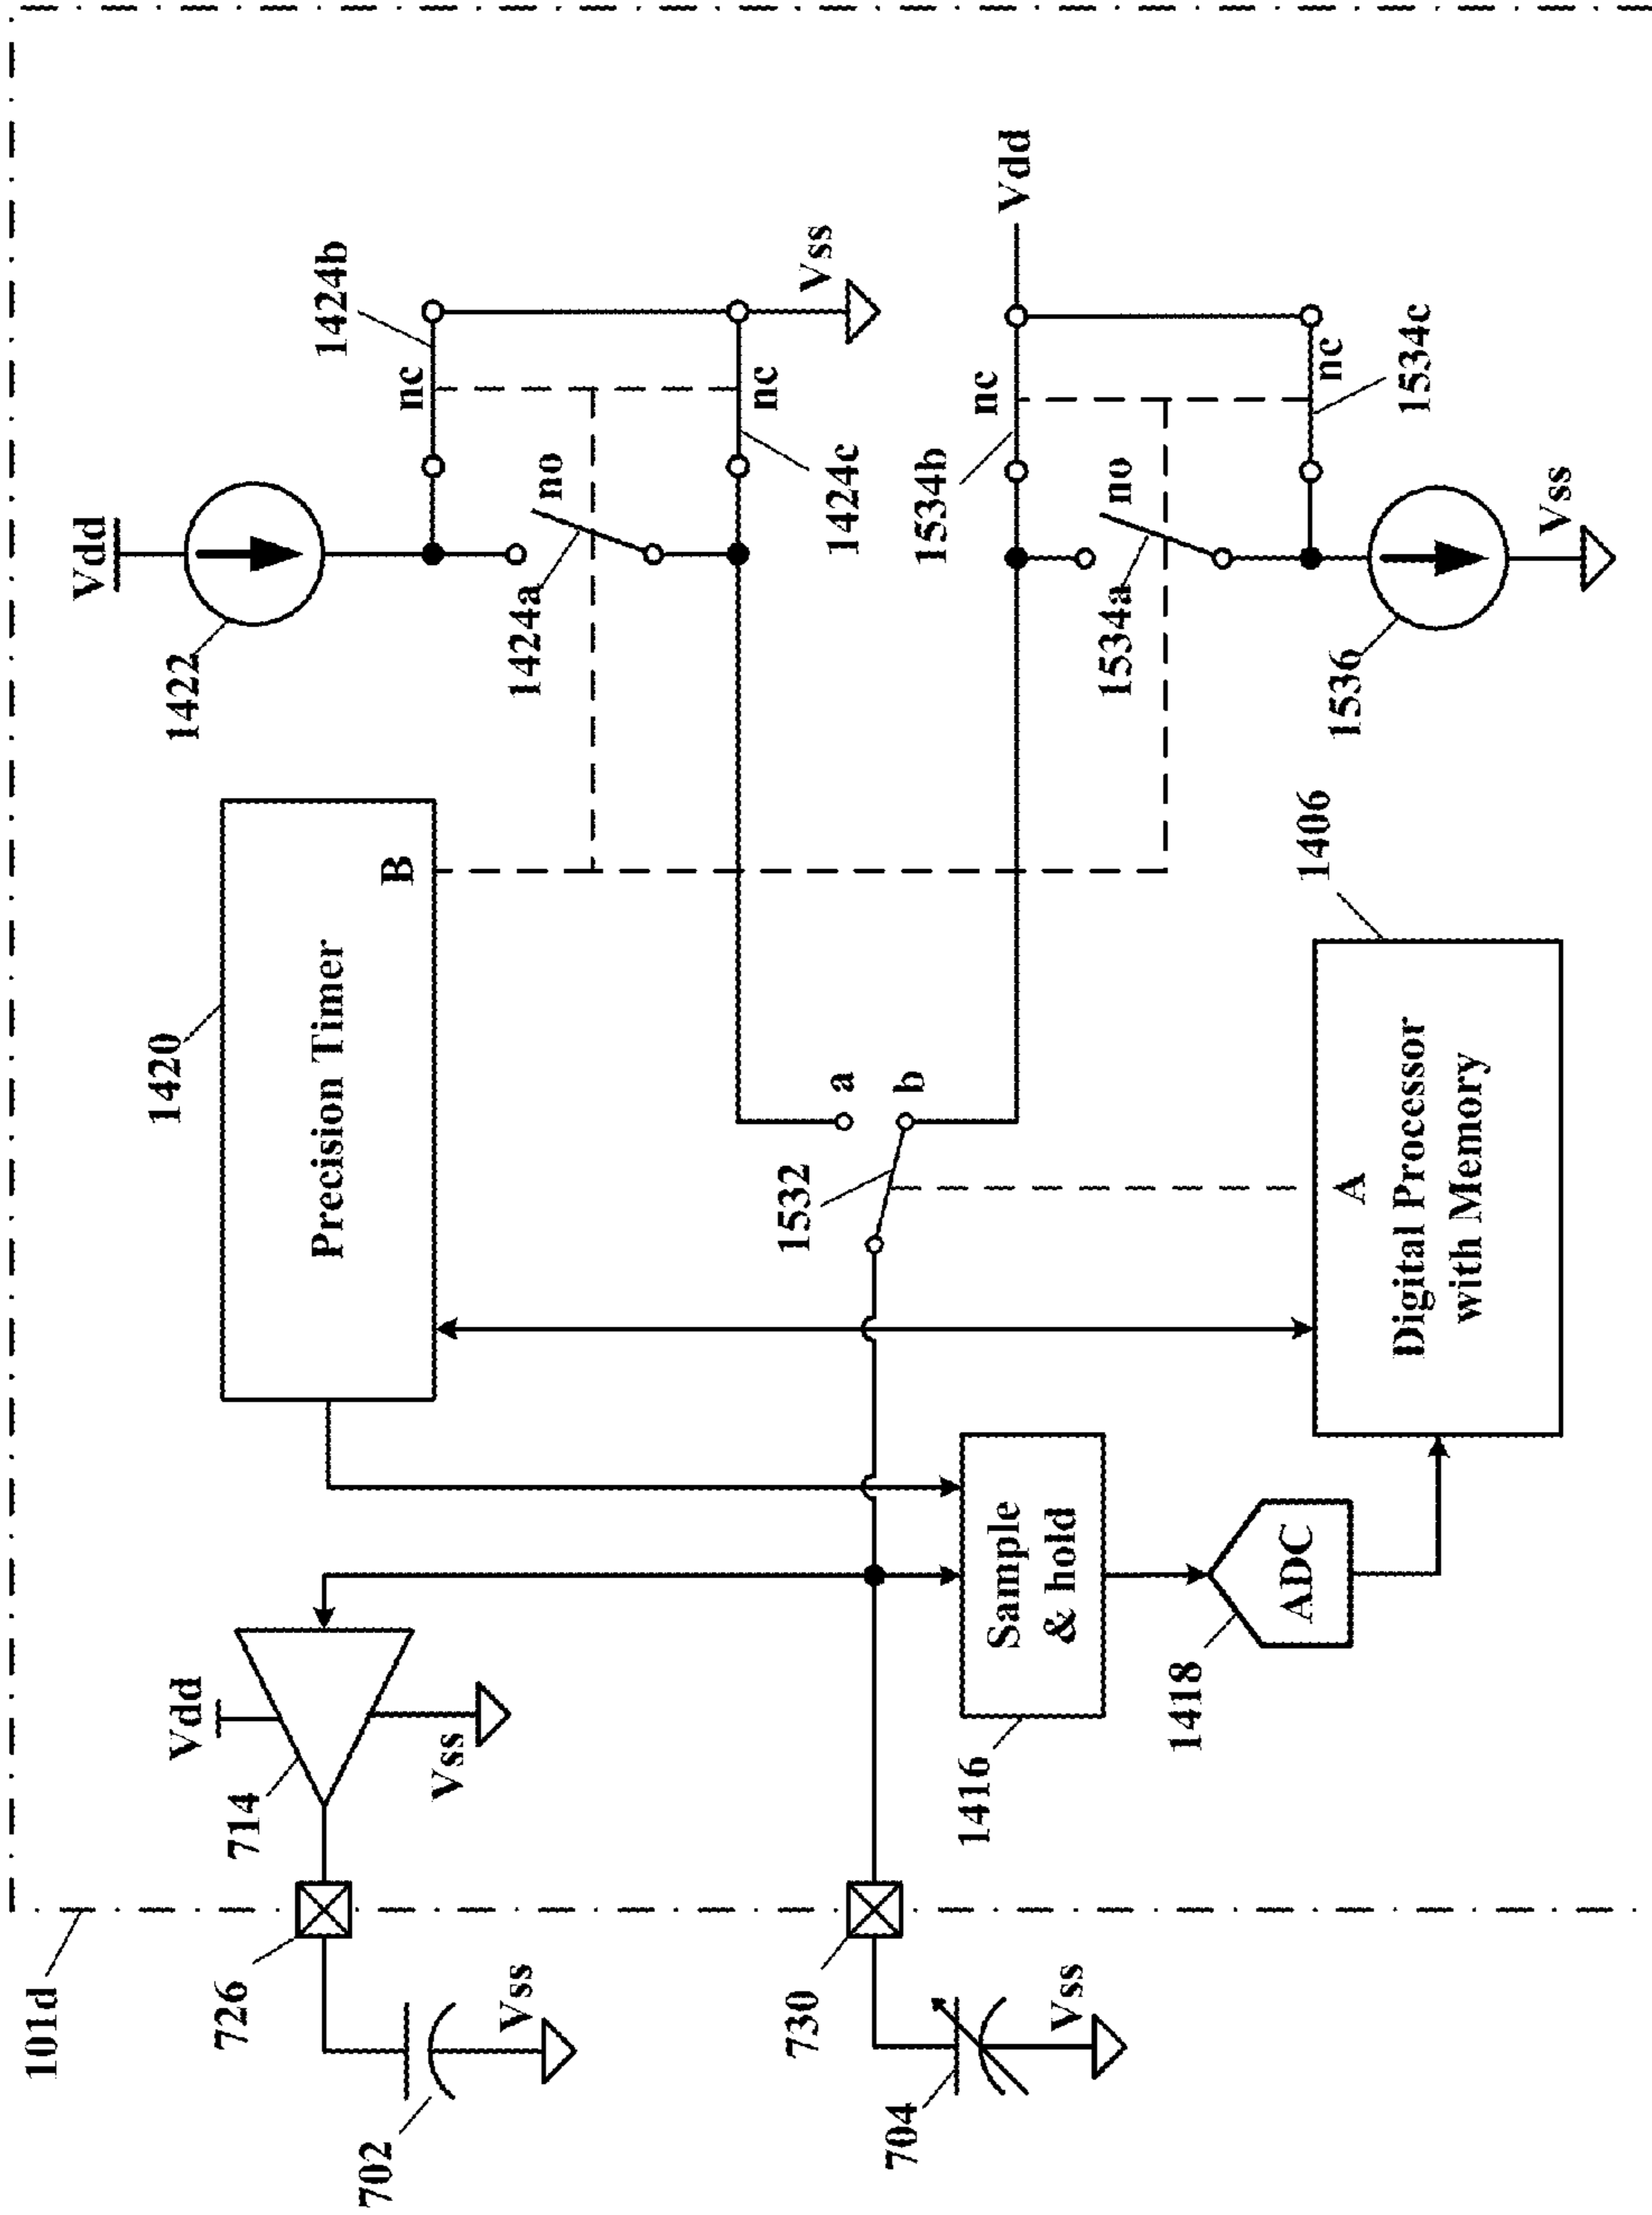 101d
702
Vss
726
714
Vdd
Vss
1420
Precision Timer
B
1422
Vdd
1424a
no
nc
1424b
nc
1424c
Vss
704
Vss
730
1416
Sample
& hold
1418
ADC
1532
a
b
A
Digital Processor
with Memory
1406
1534b
nc
Vdd
1534a
no
nc
1534c
1536
Vss